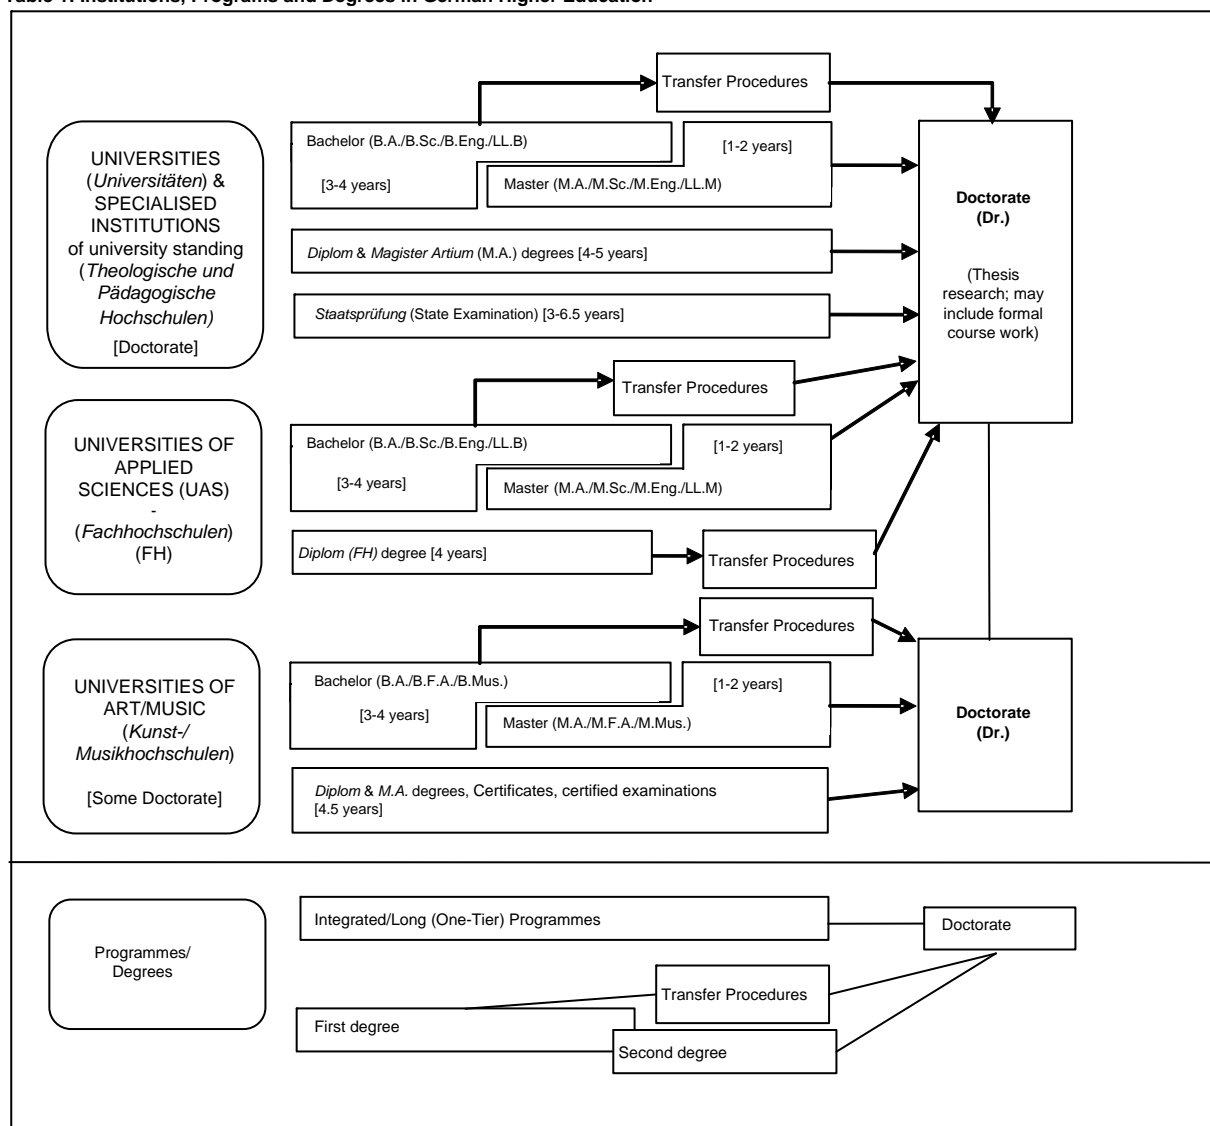 Table 1: Institutions, Programs and Degrees in German Higher Education
Transfer Procedures
UNIVERSITIES
(Universitäten) &
SPECIALISED
INSTITUTIONS
of university standing
(Theologische und
Pädagogische
Hochschulen)
[Doctorate]
Bachelor (B.A./B.Sc./B.Eng./LL.B)
[3-4 years]
[1-2 years]
Master (M.A./M.Sc./M.Eng./LL.M)
Diplom & Magister Artium (M.A.) degrees [4-5 years]
Staatsprüfung (State Examination) [3-6.5 years]
Doctorate
(Dr.)
(Thesis
research; may
include formal
course work)
Transfer Procedures
UNIVERSITIES OF
APPLIED
SCIENCES (UAS)
-
(Fachhochschulen)
(FH)
Bachelor (B.A./B.Sc./B.Eng./LL.B)
[3-4 years]
[1-2 years]
Master (M.A./M.Sc./M.Eng./LL.M)
Diplom (FH) degree [4 years]
Transfer Procedures
Transfer Procedures
UNIVERSITIES OF
ART/MUSIC
(Kunst-/
Musikhochschulen)
[Some Doctorate]
Bachelor (B.A./B.F.A./B.Mus.)
[3-4 years]
[1-2 years]
Master (M.A./M.F.A./M.Mus.)
Diplom & M.A. degrees, Certificates, certified examinations
[4.5 years]
Doctorate
(Dr.)
Programmes/
Degrees
Integrated/Long (One-Tier) Programmes
Doctorate
Transfer Procedures
First degree
Second degree